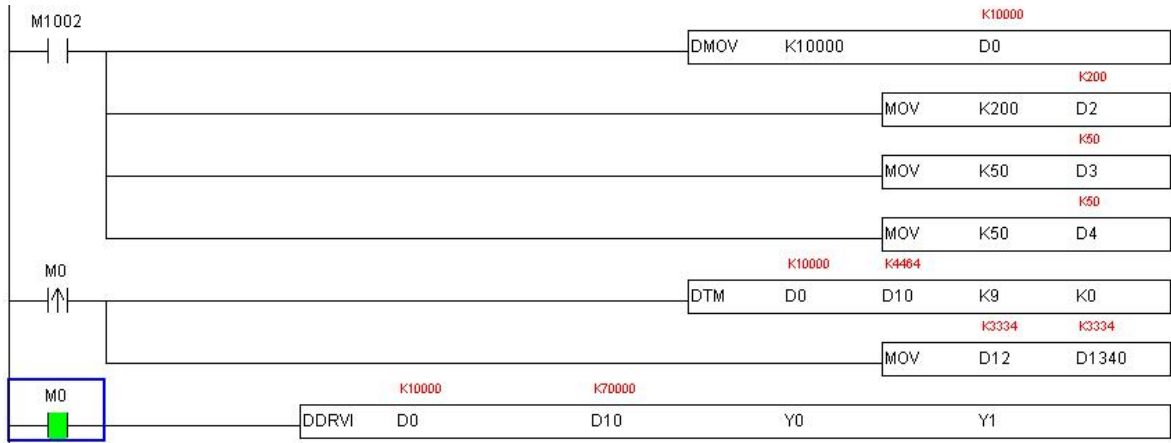 M1002
K10000
DMOV K10000 D0
K200
MOV K200 D2
K50
MOV K50 D3
K50
MOV K50 D4
M0
K10000 K4464
DTM D0 D10 K9 K0
K3334 K3334
MOV D12 D1340
M0
K10000 K70000
DDRVI D0 D10 Y0 Y1